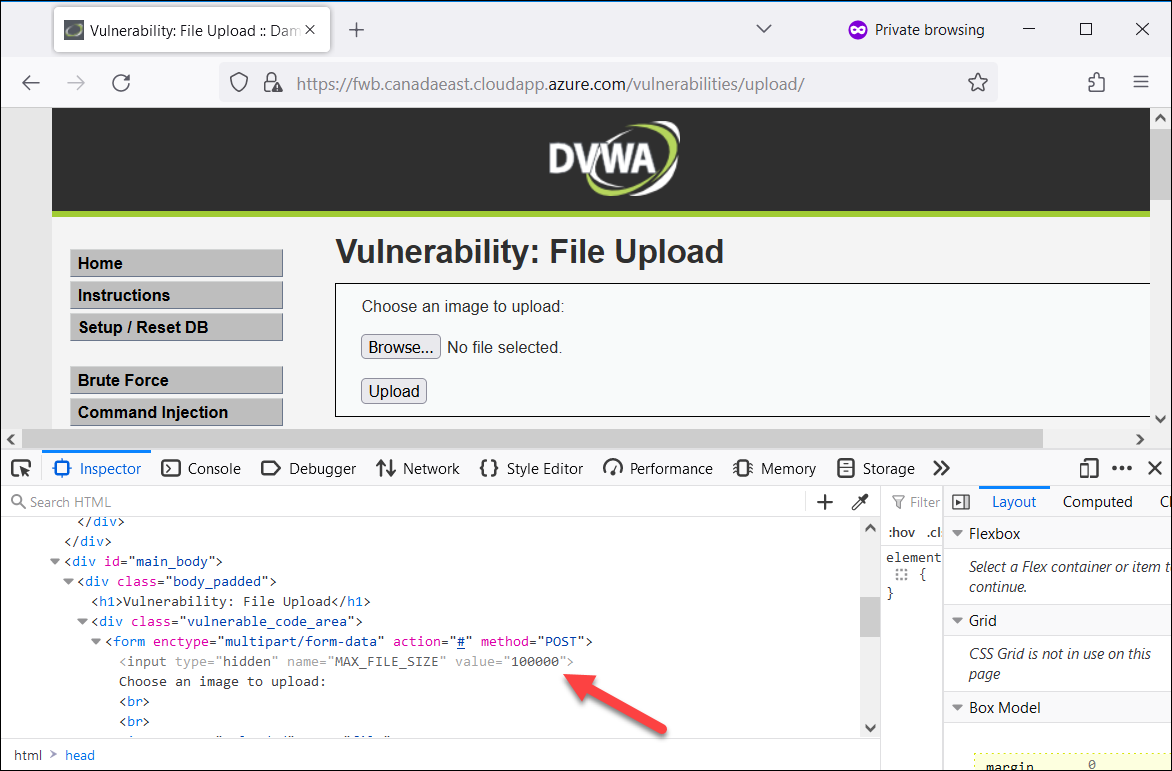 Vulnerability: File Upload :: Dam
Private browsing
https://fwb.canadaeast.cloudapp.azure.com/vulnerabilities/upload/
DVWA
Home
Instructions
Setup / Reset DB
Brute Force
Command Injection
Vulnerability: File Upload
Choose an image to upload:
Browse... No file selected.
Upload
Inspector Console Debugger Network Style Editor Performance Memory Storage
Search HTML
</div>
</div>
<div id="main_body">
<div class="body_padded">
<h1>Vulnerability: File Upload</h1>
<div class="vulnerable_code_area">
<form enctype="multipart/form-data" action="#" method="POST">
<input type="hidden" name="MAX_FILE_SIZE" value="100000">
Choose an image to upload:
<br>
<br>
html > head
Filter
:hov .cl
element
{
}
Layout Computed
Flexbox
Select a Flex container or item t
continue.
Grid
CSS Grid is not in use on this
page
Box Model
margin 0